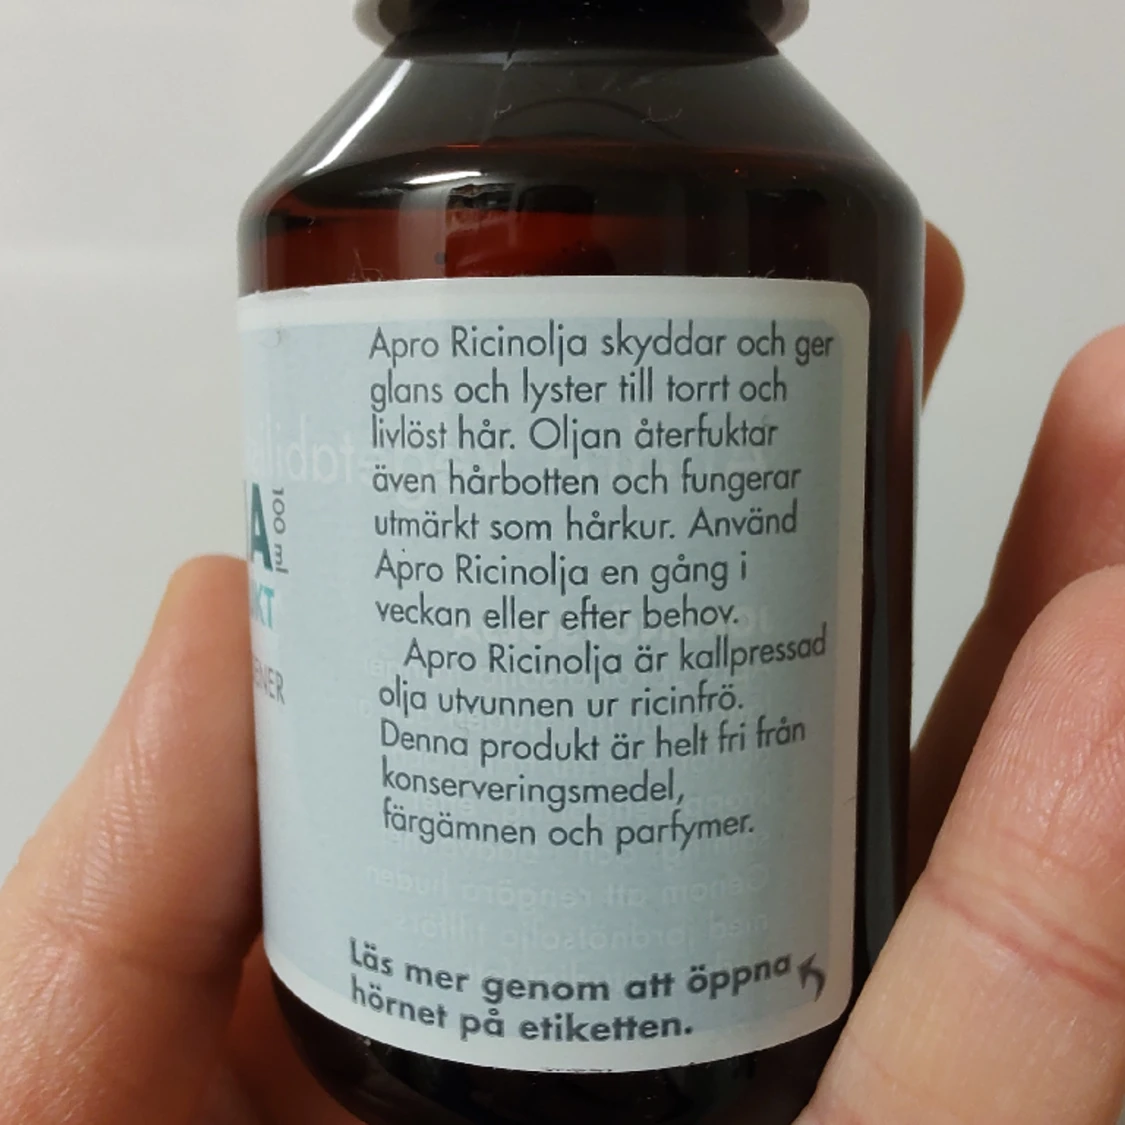 Apro Ricinolja skyddar och ger
glans och lyster till torrt och
livlöst hår. Oljan återfuktar
även hårbotten och fungerar
utmärkt som hårkur. Använd
Apro Ricinolja en gång i
veckan eller efter behov.
Apro Ricinolja är kallpressad
olja utvunnen ur ricinfrö.
Denna produkt är helt fri från
konserveringsmedel,
färgämnen och parfymer.
Läs mer genom att öppna
hörnet på etiketten.
100 ml